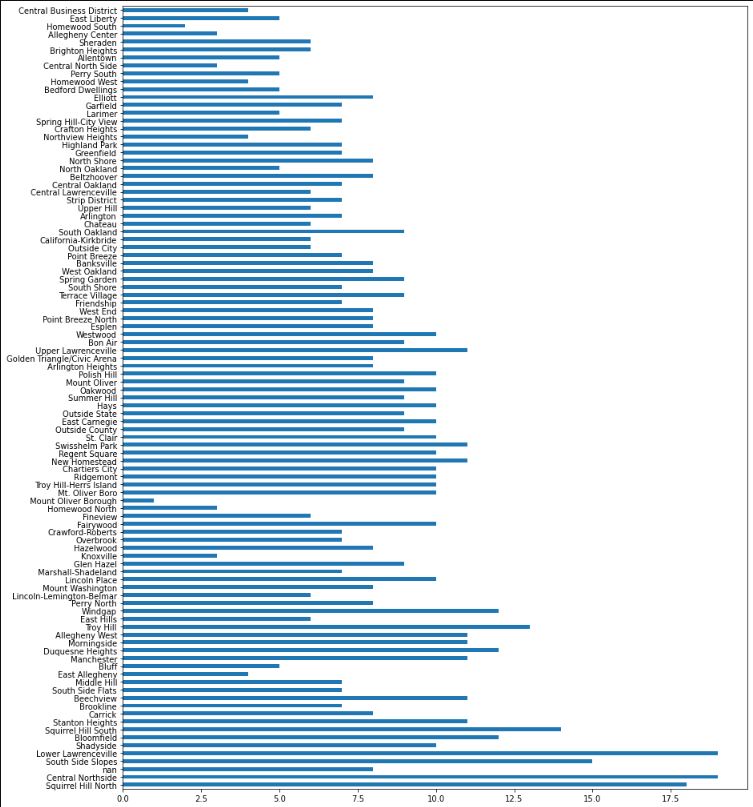 Central Business District
East Liberty
Homewood South
Allegheny Center
Sheraden
Brighton Heights
Allentown
Central North Side
Perry South
Homewood West
Bedford Dwellings
Elliott
Garfield
Larimer
Spring Hill-City View
Crafton Heights
Northview Heights
Highland Park
Greenfield
North Shore
North Oakland
Beltzhoover
Central Oakland
Central Lawrenceville
Strip District
Upper Hill
Arlington
Chateau
South Oakland
California-Kirkbride
Outside City
Point Breeze
Banksville
West Oakland
Spring Garden
South Shore
Terrace Village
Friendship
West End
Point Breeze North
Esplen
Westwood
Bon Air
Upper Lawrenceville
Golden Triangle/Civic Arena
Arlington Heights
Polish Hill
Mount Oliver
Oakwood
Summer Hill
Hays
Outside State
East Carnegie
Outside County
St. Clair
Swisshelm Park
Regent Square
New Homestead
Chartiers City
Ridgemont
Troy Hill-Herrs Island
Mt. Oliver Boro
Mount Oliver Borough
Homewood North
Fineview
Fairywood
Crawford-Roberts
Overbrook
Hazelwood
Knoxville
Glen Hazel
Marshall-Shadeland
Lincoln Place
Mount Washington
Lincoln-Lemington-Belmar
Perry North
Windgap
East Hills
Troy Hill
Allegheny West
Morningside
Duquesne Heights
Manchester
Bluff
East Allegheny
Middle Hill
South Side Flats
Beechview
Brookline
Carrick
Stanton Heights
Squirrel Hill South
Bloomfield
Shadyside
Lower Lawrenceville
South Side Slopes
nan
Central Northside
Squirrel Hill North
0.0 2.5 5.0 7.5 10.0 12.5 15.0 17.5